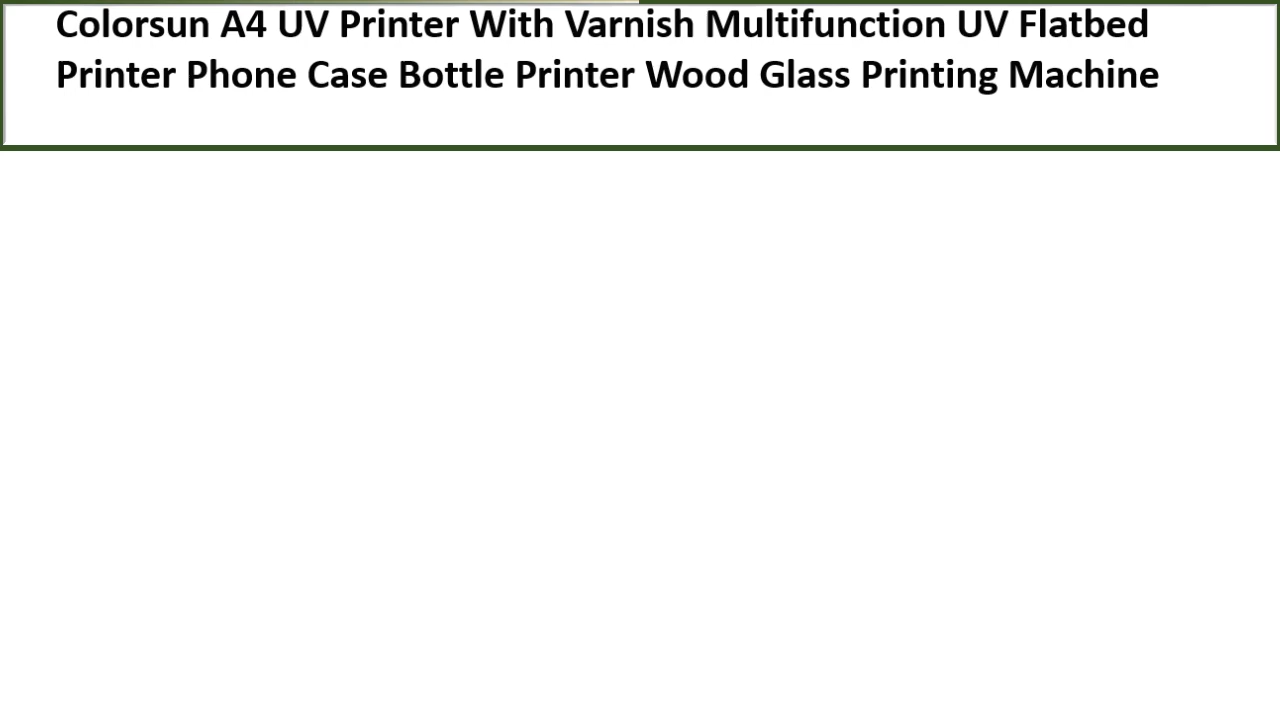 Colorsun A4 UV Printer With Varnish Multifunction UV Flatbed
Printer Phone Case Bottle Printer Wood Glass Printing Machine